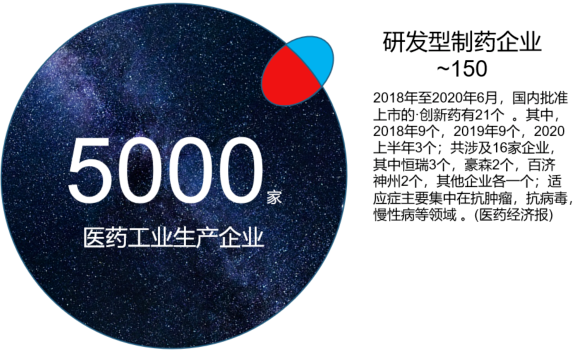 5000家
医药工业生产企业
研发型制药企业
~150
2018年至2020年6月，国内批准
上市的·创新药有21个 。其中，
2018年9个，2019年9个，2020
上半年3个；共涉及16家企业，
其中恒瑞3个，豪森2个，百济
神州2个，其他企业各一个；适
应症主要集中在抗肿瘤，抗病毒，
慢性病等领域 。(医药经济报)